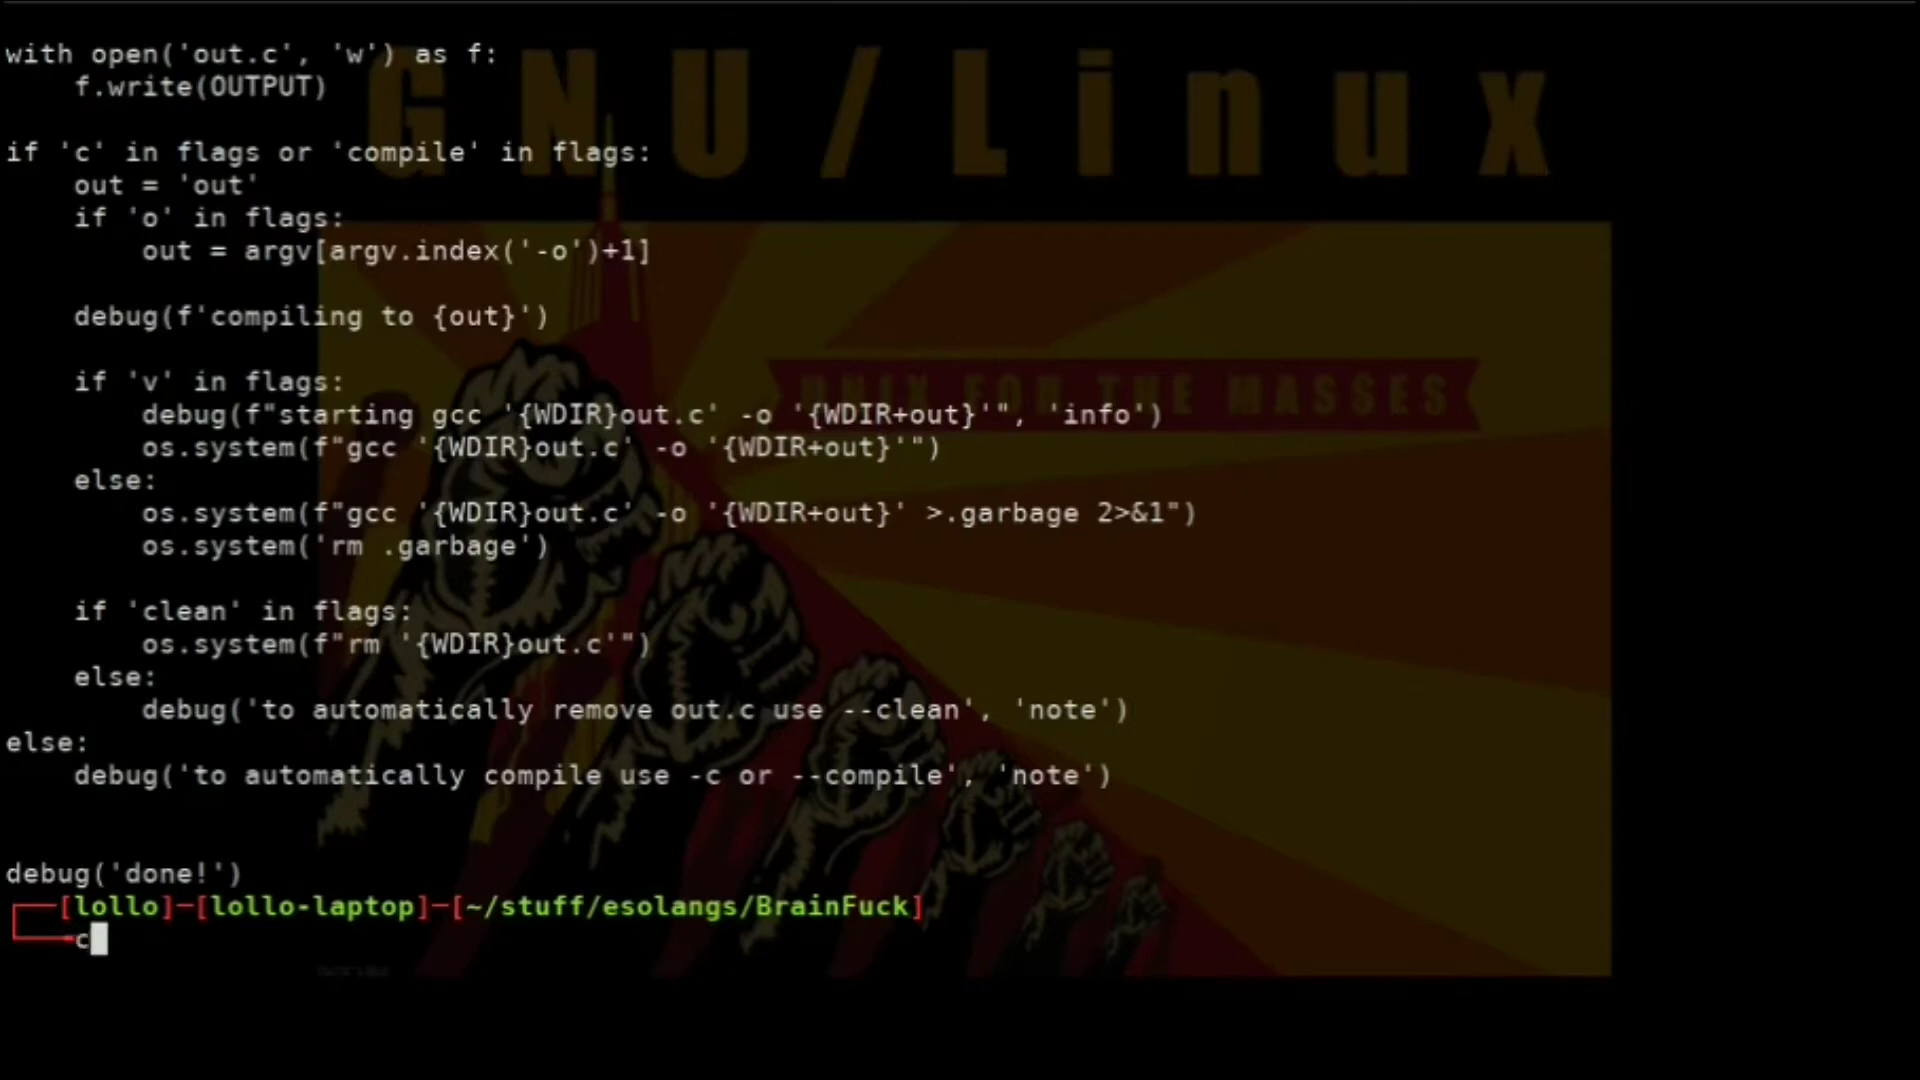 GNU/Linux
UNIX FOR THE MASSES
with open('out.c', 'w') as f:
    f.write(OUTPUT)
if 'c' in flags or 'compile' in flags:
    out = 'out'
    if 'o' in flags:
        out = argv[argv.index('-o')+1]
    debug(f'compiling to {out}')
    if 'v' in flags:
        debug(f"starting gcc '{WDIR}out.c' -o '{WDIR+out}'", 'info')
        os.system(f"gcc '{WDIR}out.c' -o '{WDIR+out}'")
    else:
        os.system(f"gcc '{WDIR}out.c' -o '{WDIR+out}' >.garbage 2>&1")
        os.system('rm .garbage')
    if 'clean' in flags:
        os.system(f"rm '{WDIR}out.c'")
    else:
        debug('to automatically remove out.c use --clean', 'note')
else:
    debug('to automatically compile use -c or --compile', 'note')
debug('done!')
[lollo]─[lollo-laptop]─[~/stuff/esolangs/BrainFuck]
c